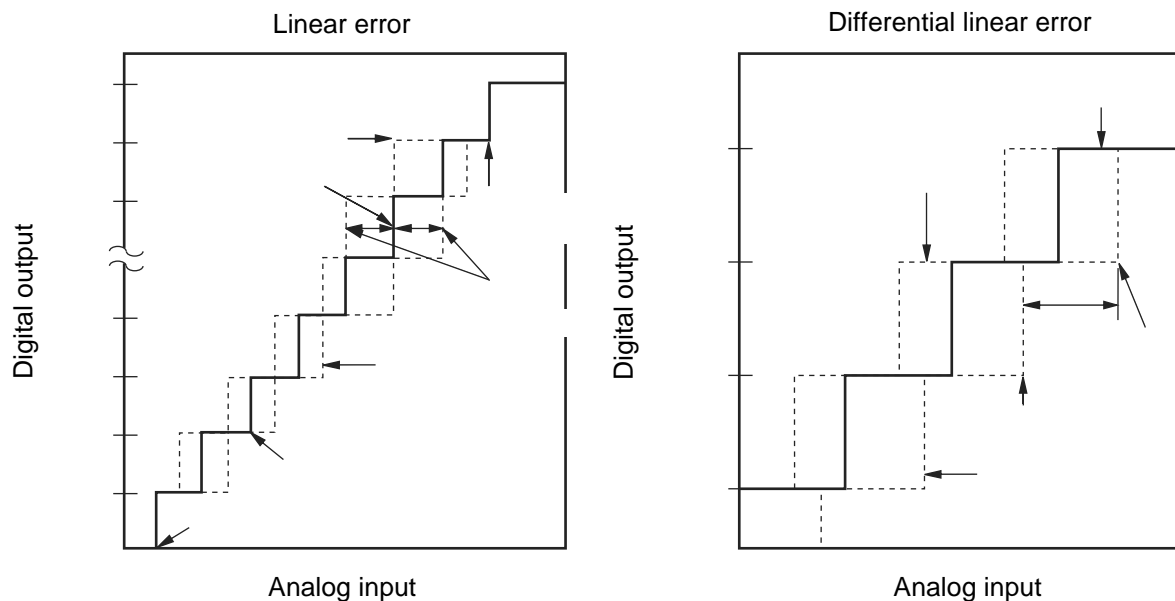 Linear error
Digital output
Analog input
Differential linear error
Digital output
Analog input